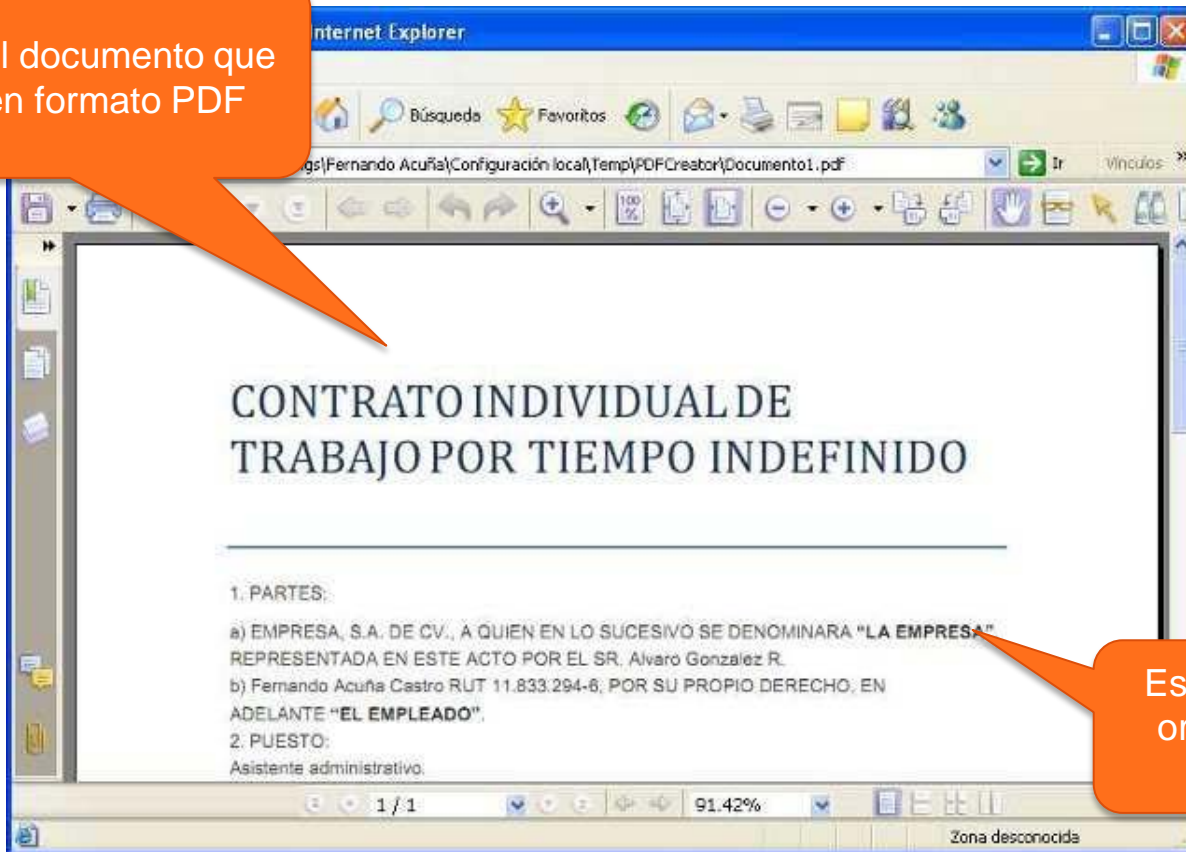 l documento que
en formato PDF
Internet Explorer
Búsqueda Favoritos
gs\Fernando Acuña\Configuración local\Temp\PDFCreator\Documento1.pdf Ir Vínculos »
100 %
CONTRATO INDIVIDUAL DE
TRABAJO POR TIEMPO INDEFINIDO
1. PARTES:
a) EMPRESA, S.A. DE CV., A QUIEN EN LO SUCESIVO SE DENOMINARA “LA EMPRESA”
REPRESENTADA EN ESTE ACTO POR EL SR. Alvaro Gonzalez R.
b) Fernando Acuña Castro RUT 11.833.294-6, POR SU PROPIO DERECHO, EN
ADELANTE “EL EMPLEADO”.
2. PUESTO:
Asistente administrativo.
Es
or
1 / 1 91.42%
Zona desconocida